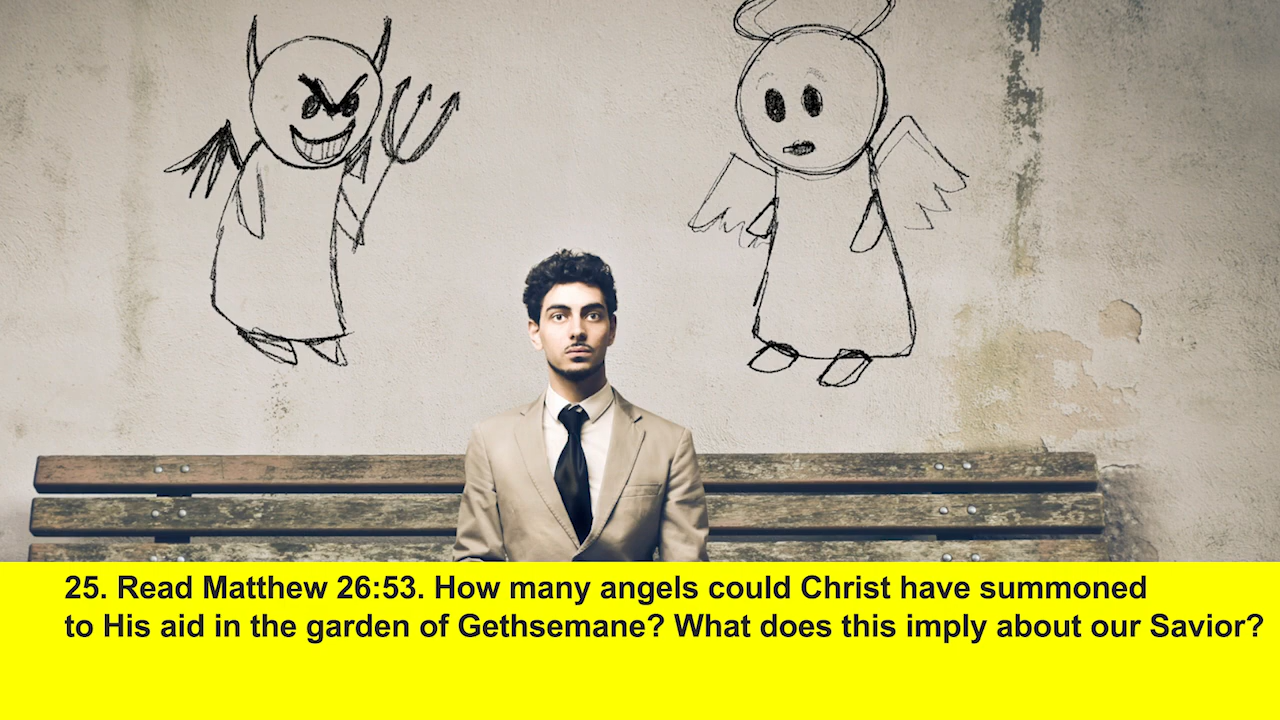 25. Read Matthew 26:53. How many angels could Christ have summoned
to His aid in the garden of Gethsemane? What does this imply about our Savior?